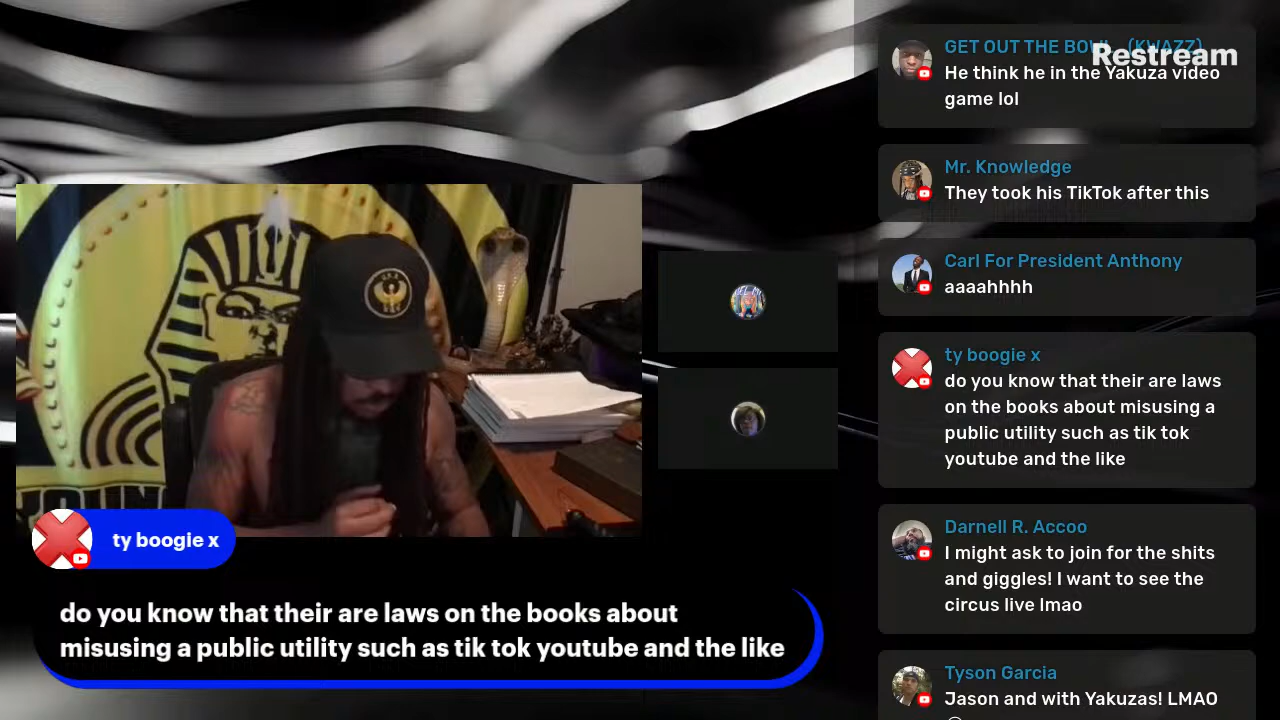 GET OUT THE BOWL (KWAZZ)
Restream
He think he in the Yakuza video
game lol
Mr. Knowledge
They took his TikTok after this
Carl For President Anthony
aaaahhhh
ty boogie x
do you know that their are laws
on the books about misusing a
public utility such as tik tok
youtube and the like
Darnell R. Accoo
I might ask to join for the shits
and giggles! I want to see the
circus live lmao
Tyson Garcia
Jason and with Yakuzas! LMAO
ty boogie x
do you know that their are laws on the books about
misusing a public utility such as tik tok youtube and the like